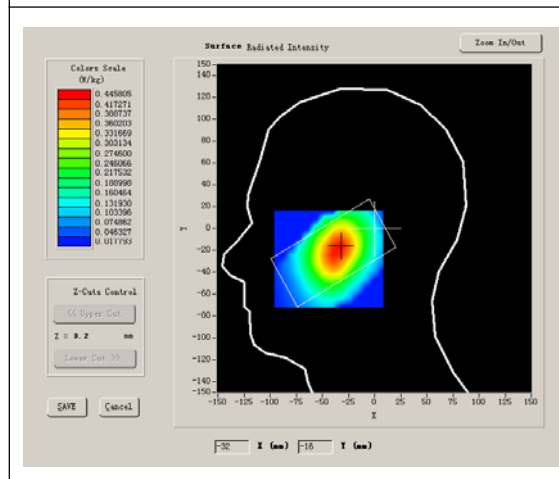 Surface Radiated Intensity
Zoom In/Out
Colors Scale
(W/kg)
0.445805
0.417271
0.388737
0.360203
0.331669
0.303134
0.274600
0.246066
0.217532
0.188998
0.160464
0.131930
0.103396
0.074862
0.046327
0.017793
Z-Cuts Control
<< Upper Cut
Z = 0.2 mm
Lower Cut >>
SAVE
Cancel
150
140
120
100
80
60
40
20
Y
0
-20
-40
-60
-80
-100
-120
-140
-150
-150 -125 -100 -75 -50 -25 0 25 50 75 100 125 150
X
-32 X (mm) -16 Y (mm)